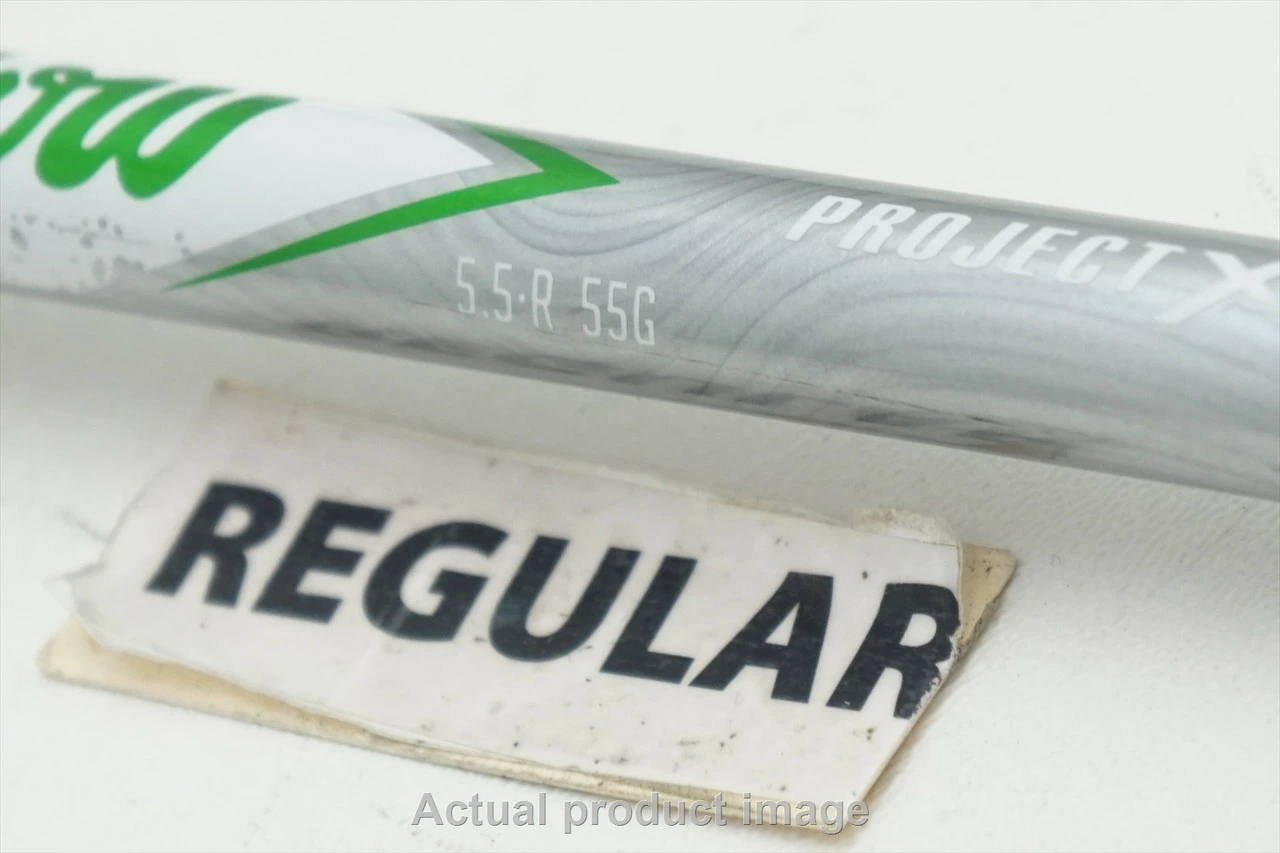 PROJECT X
5.5·R 55G
REGULAR
Actual product image